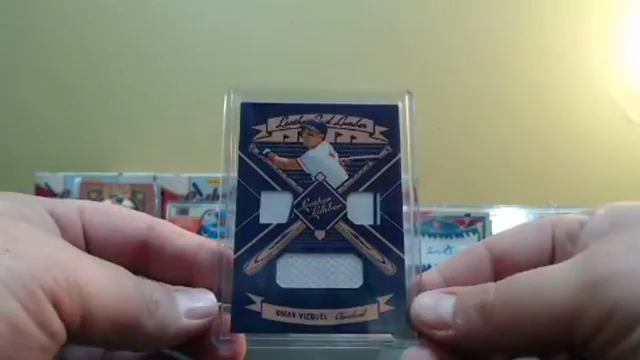 Leather and Lumber
Leather
Lumber
OMAR VIZQUEL - Cleveland